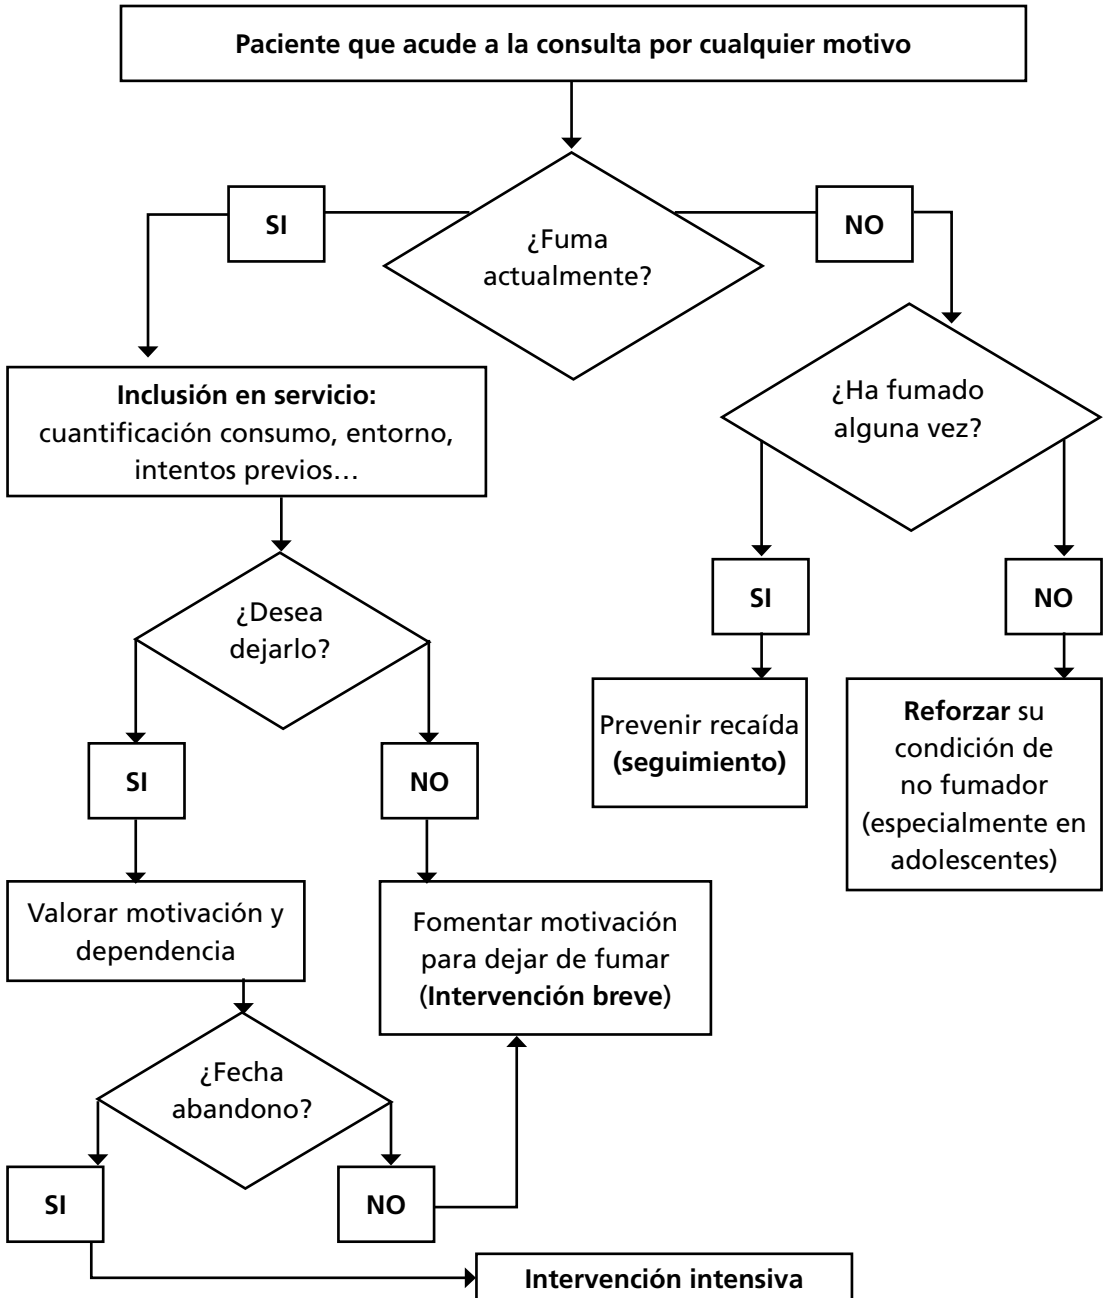 Paciente que acude a la consulta por cualquier motivo
¿Fuma
actualmente?
SI
NO
Inclusión en servicio:
cuantificación consumo, entorno,
intentos previos…
¿Ha fumado
alguna vez?
¿Desea
dejarlo?
SI
NO
SI
NO
Prevenir recaída
(seguimiento)
Reforzar su
condición de
no fumador
(especialmente en
adolescentes)
Valorar motivación y
dependencia
Fomentar motivación
para dejar de fumar
(Intervención breve)
¿Fecha
abandono?
SI
NO
Intervención intensiva